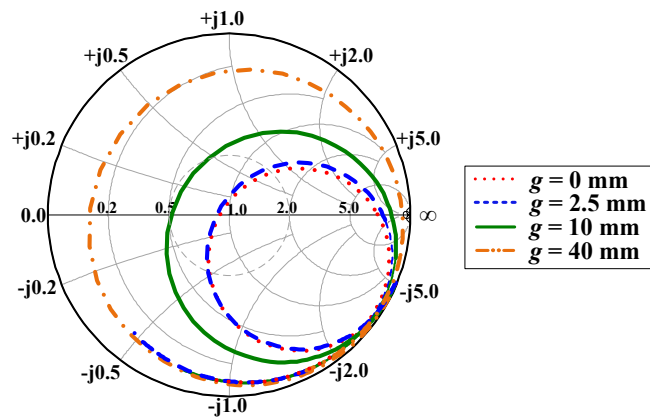 +j1.0
+j0.5
+j2.0
+j0.2
+j5.0
0.0
0.2
0.5
1.0
2.0
5.0
∞
-j0.2
-j5.0
-j0.5
-j2.0
-j1.0
g = 0 mm
g = 2.5 mm
g = 10 mm
g = 40 mm